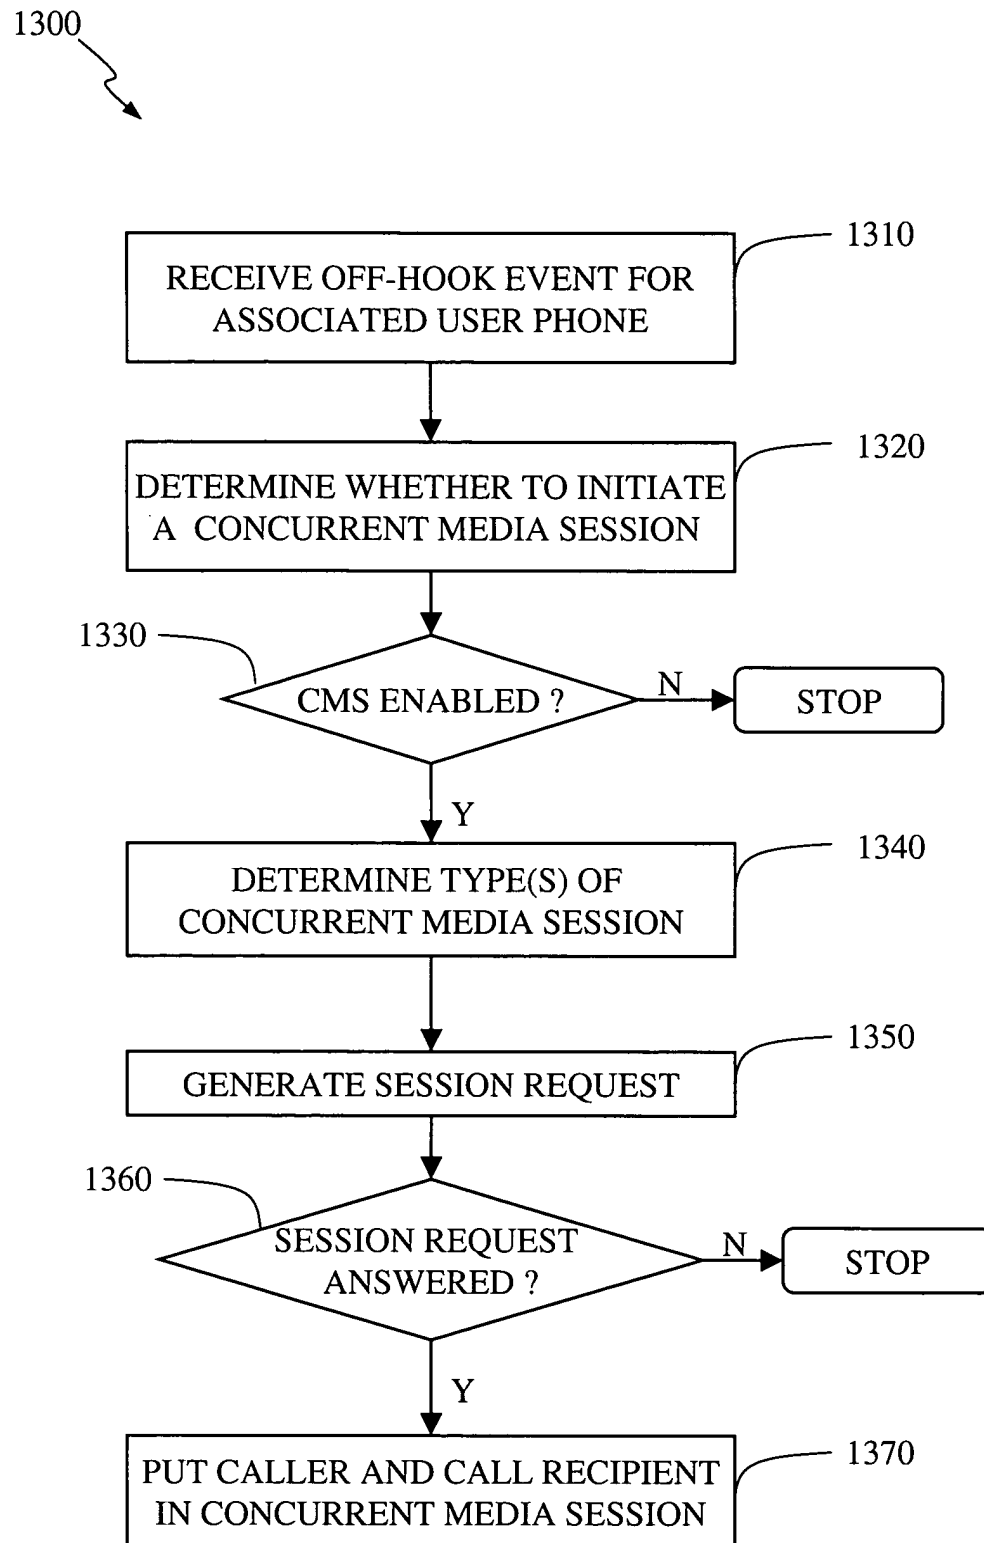 1300
1310
RECEIVE OFF-HOOK EVENT FOR
ASSOCIATED USER PHONE
1320
DETERMINE WHETHER TO INITIATE
A CONCURRENT MEDIA SESSION
1330
CMS ENABLED ?
N
STOP
Y
1340
DETERMINE TYPE(S) OF
CONCURRENT MEDIA SESSION
1350
GENERATE SESSION REQUEST
1360
SESSION REQUEST
ANSWERED ?
N
STOP
Y
1370
PUT CALLER AND CALL RECIPIENT
IN CONCURRENT MEDIA SESSION